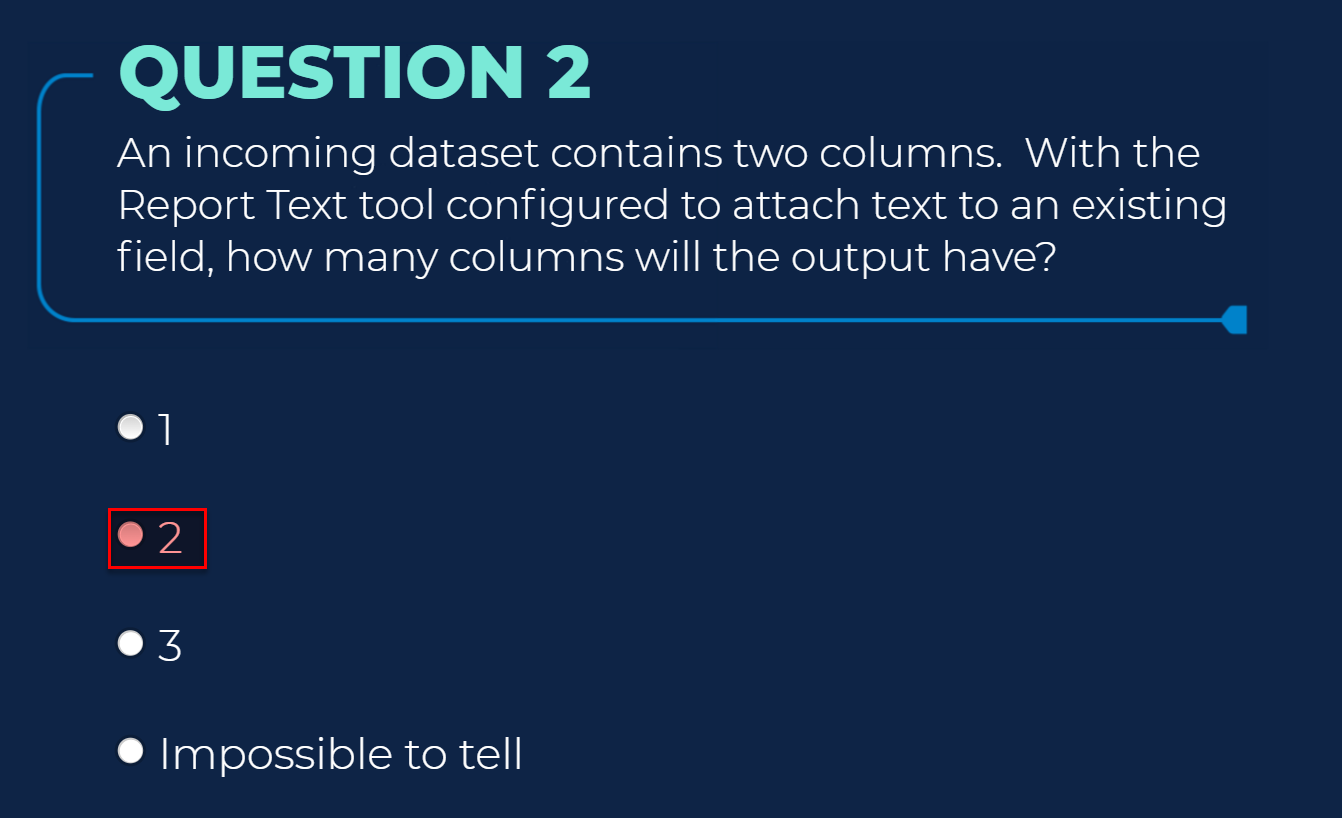 QUESTION 2
An incoming dataset contains two columns.  With the
Report Text tool configured to attach text to an existing
field, how many columns will the output have?
1
2
3
Impossible to tell